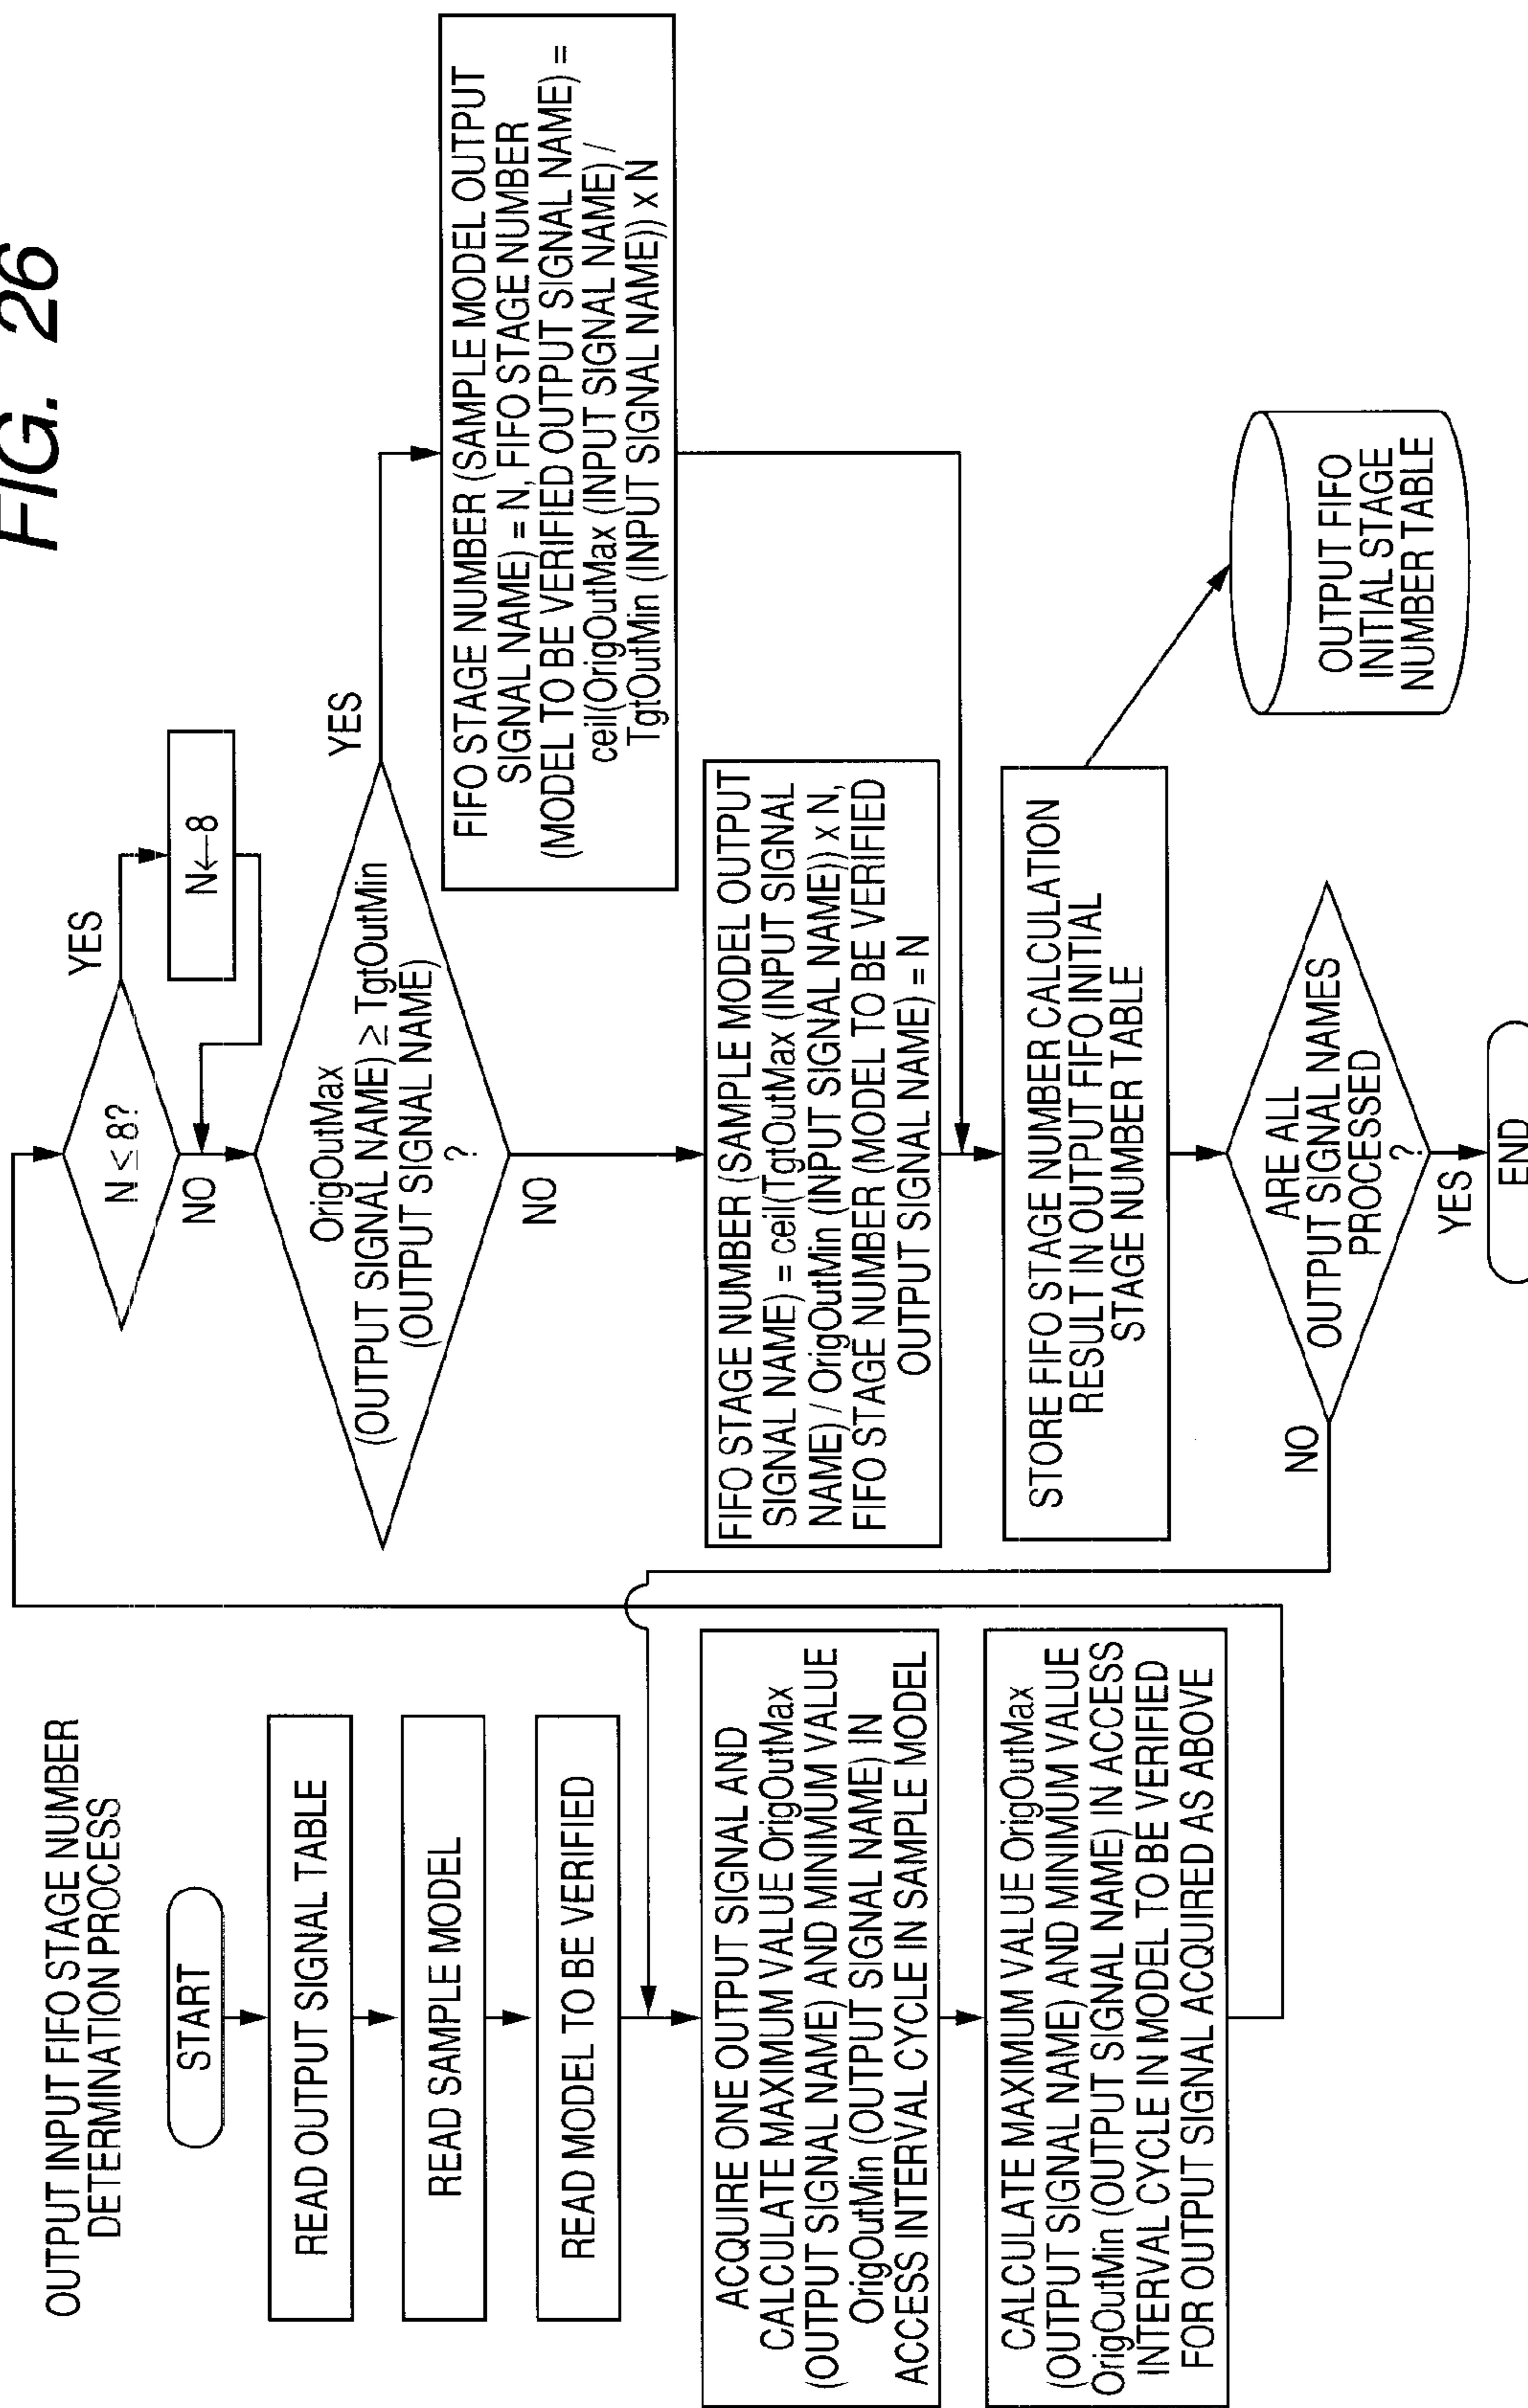 FIG. 26
OUTPUT INPUT FIFO STAGE NUMBER
DETERMINATION PROCESS
START
READ OUTPUT SIGNAL TABLE
READ SAMPLE MODEL
READ MODEL TO BE VERIFIED
ACQUIRE ONE OUTPUT SIGNAL AND
CALCULATE MAXIMUM VALUE OrigOutMax
(OUTPUT SIGNAL NAME) AND MINIMUM VALUE
OrigOutMin (OUTPUT SIGNAL NAME) IN
ACCESS INTERVAL CYCLE IN SAMPLE MODEL
CALCULATE MAXIMUM VALUE OrigOutMax
(OUTPUT SIGNAL NAME) AND MINIMUM VALUE
OrigOutMin (OUTPUT SIGNAL NAME) IN ACCESS
INTERVAL CYCLE IN MODEL TO BE VERIFIED
FOR OUTPUT SIGNAL ACQUIRED AS ABOVE
N≤8?
YES
NO
N←8
OrigOutMax
(OUTPUT SIGNAL NAME) ≥ TgtOutMin
(OUTPUT SIGNAL NAME)
?
YES
NO
FIFO STAGE NUMBER (SAMPLE MODEL OUTPUT
SIGNAL NAME) = N, FIFO STAGE NUMBER
(MODEL TO BE VERIFIED OUTPUT SIGNAL NAME) =
ceil(OrigOutMax (INPUT SIGNAL NAME) /
TgtOutMin (INPUT SIGNAL NAME)) x N
FIFO STAGE NUMBER (SAMPLE MODEL OUTPUT
SIGNAL NAME) = ceil(TgtOutMax (INPUT SIGNAL
NAME) / OrigOutMin (INPUT SIGNAL NAME)) x N,
FIFO STAGE NUMBER (MODEL TO BE VERIFIED
OUTPUT SIGNAL NAME) = N
STORE FIFO STAGE NUMBER CALCULATION
RESULT IN OUTPUT FIFO INITIAL
STAGE NUMBER TABLE
OUTPUT FIFO
INITIAL STAGE
NUMBER TABLE
ARE ALL
OUTPUT SIGNAL NAMES
PROCESSED
?
NO
YES
END